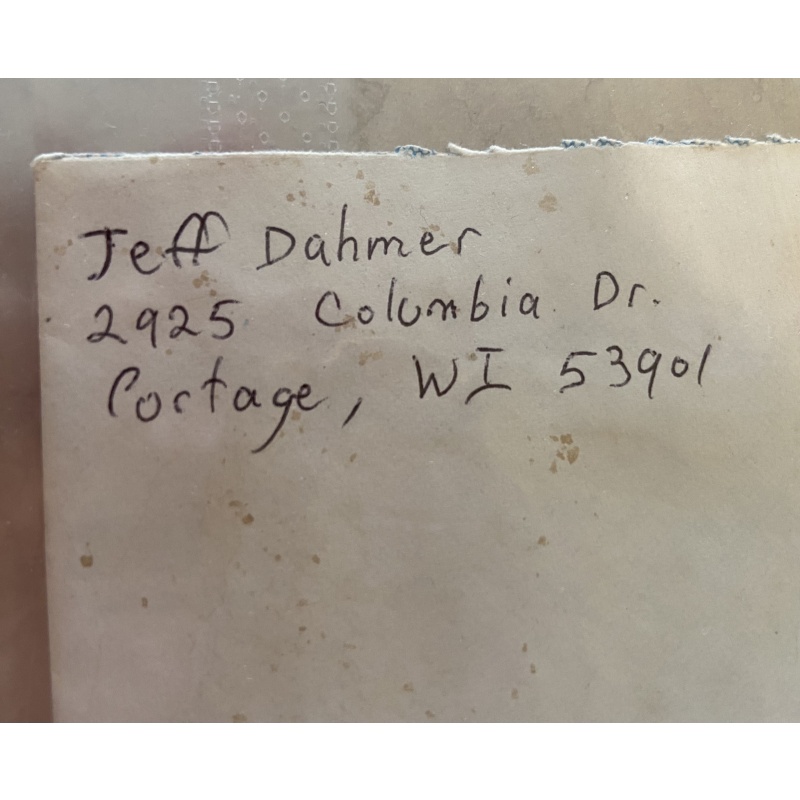 Jeff Dahmer
2925 Columbia Dr.
Portage, WI 53901